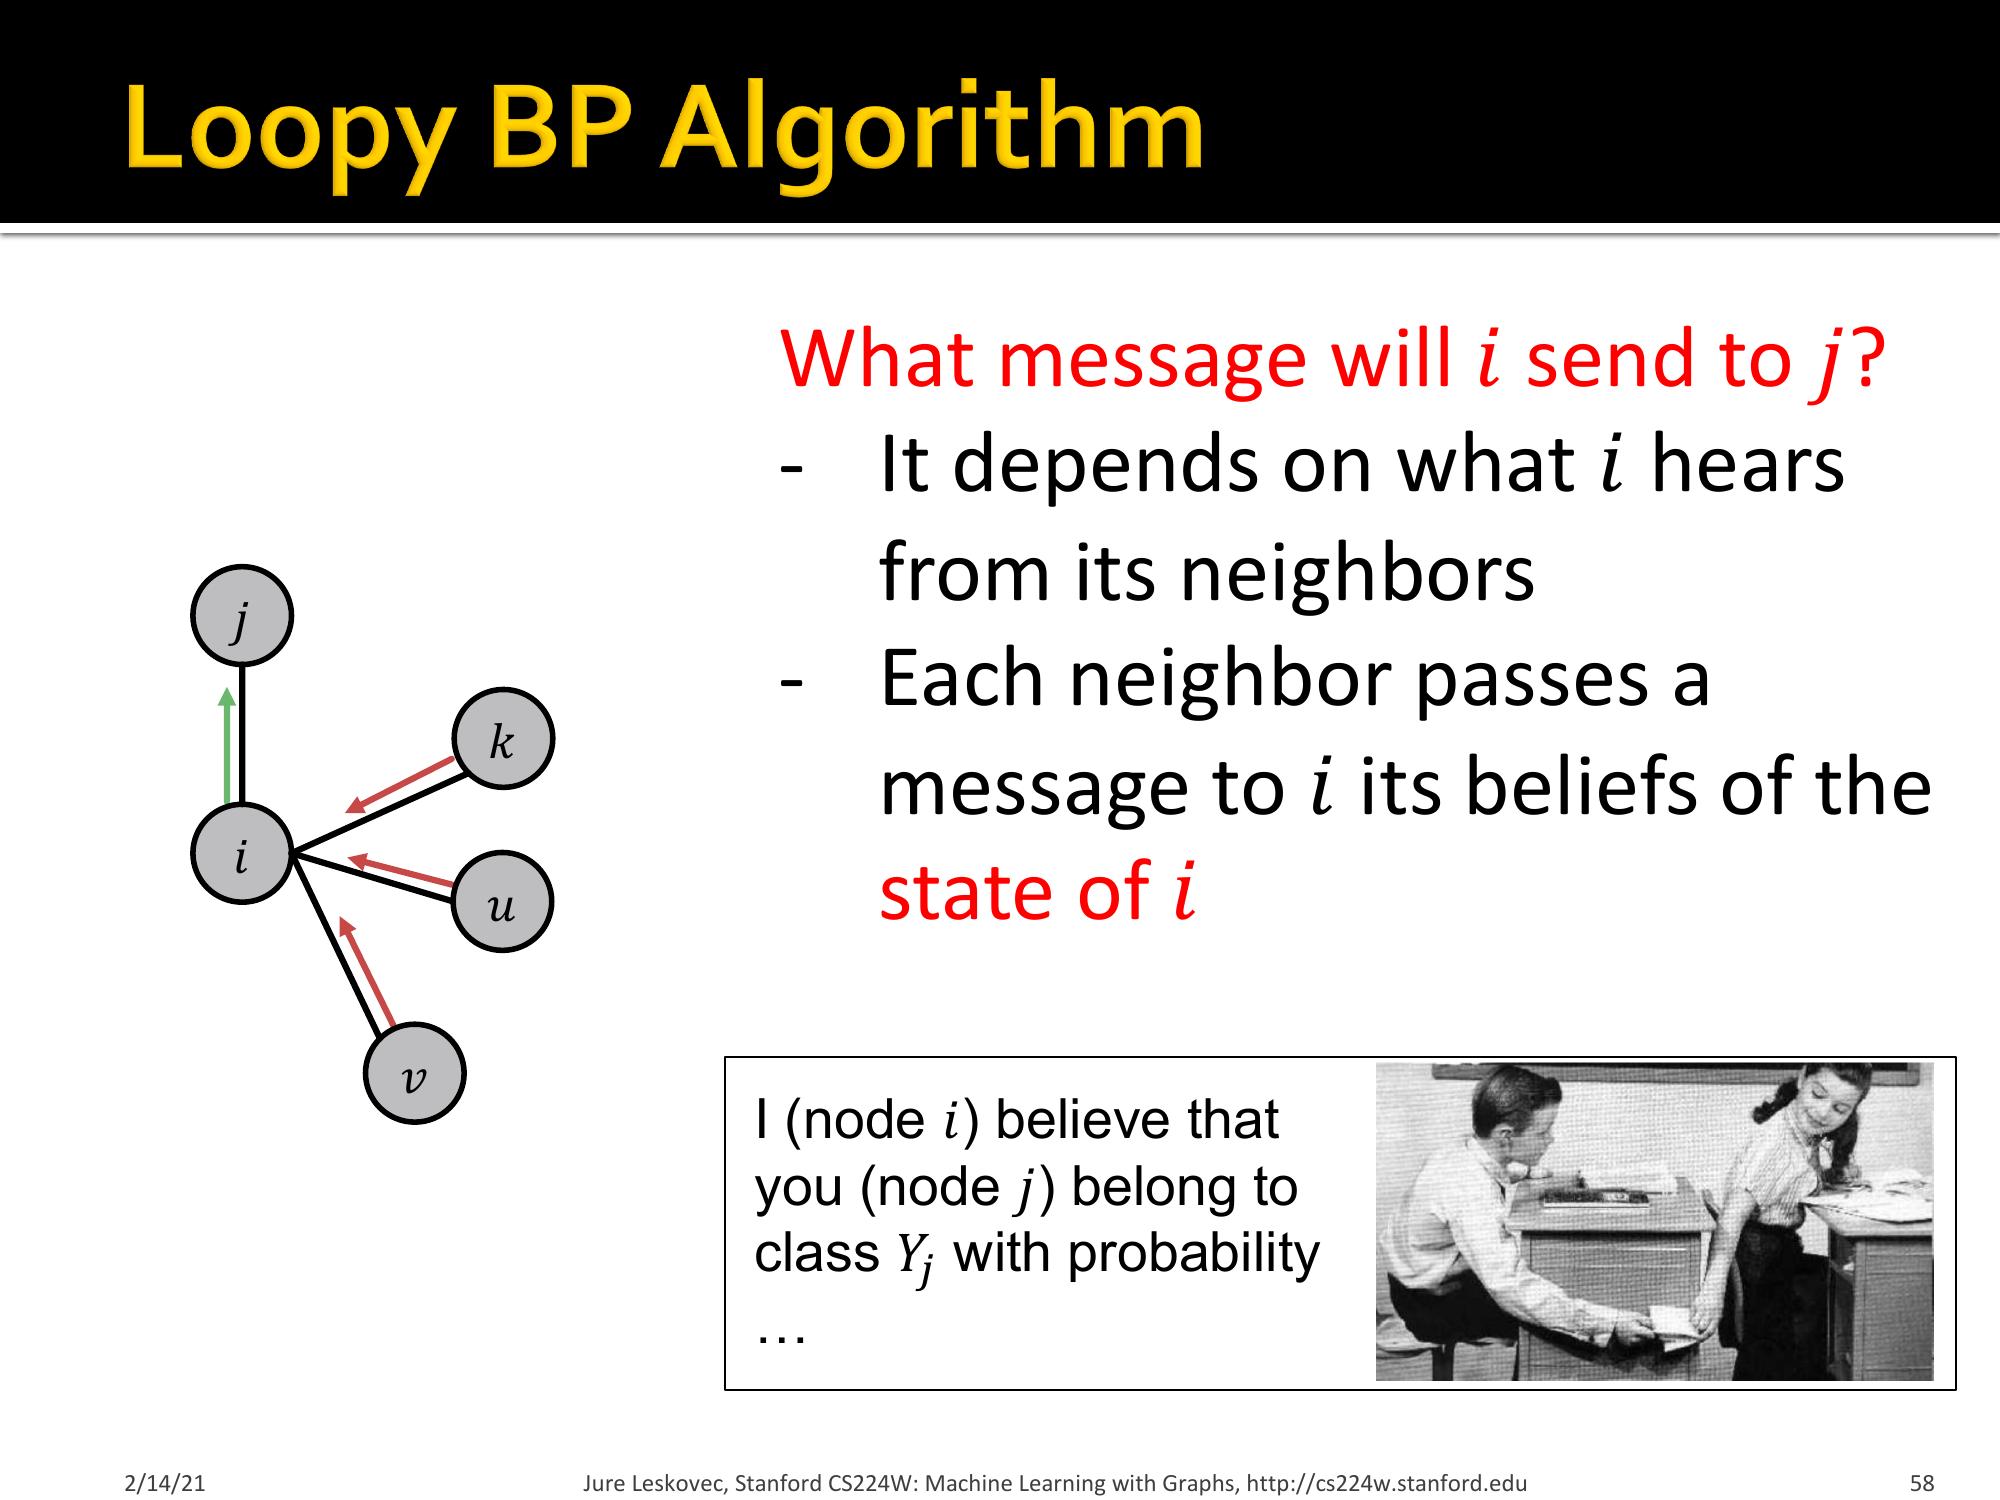 Loopy BP Algorithm
What message will i send to j?
- It depends on what i hears
from its neighbors
- Each neighbor passes a
message to i its beliefs of the
state of i
j
k
i
u
v
I (node i) believe that
you (node j) belong to
class Y_j with probability
…
2/14/21
Jure Leskovec, Stanford CS224W: Machine Learning with Graphs, http://cs224w.stanford.edu
58